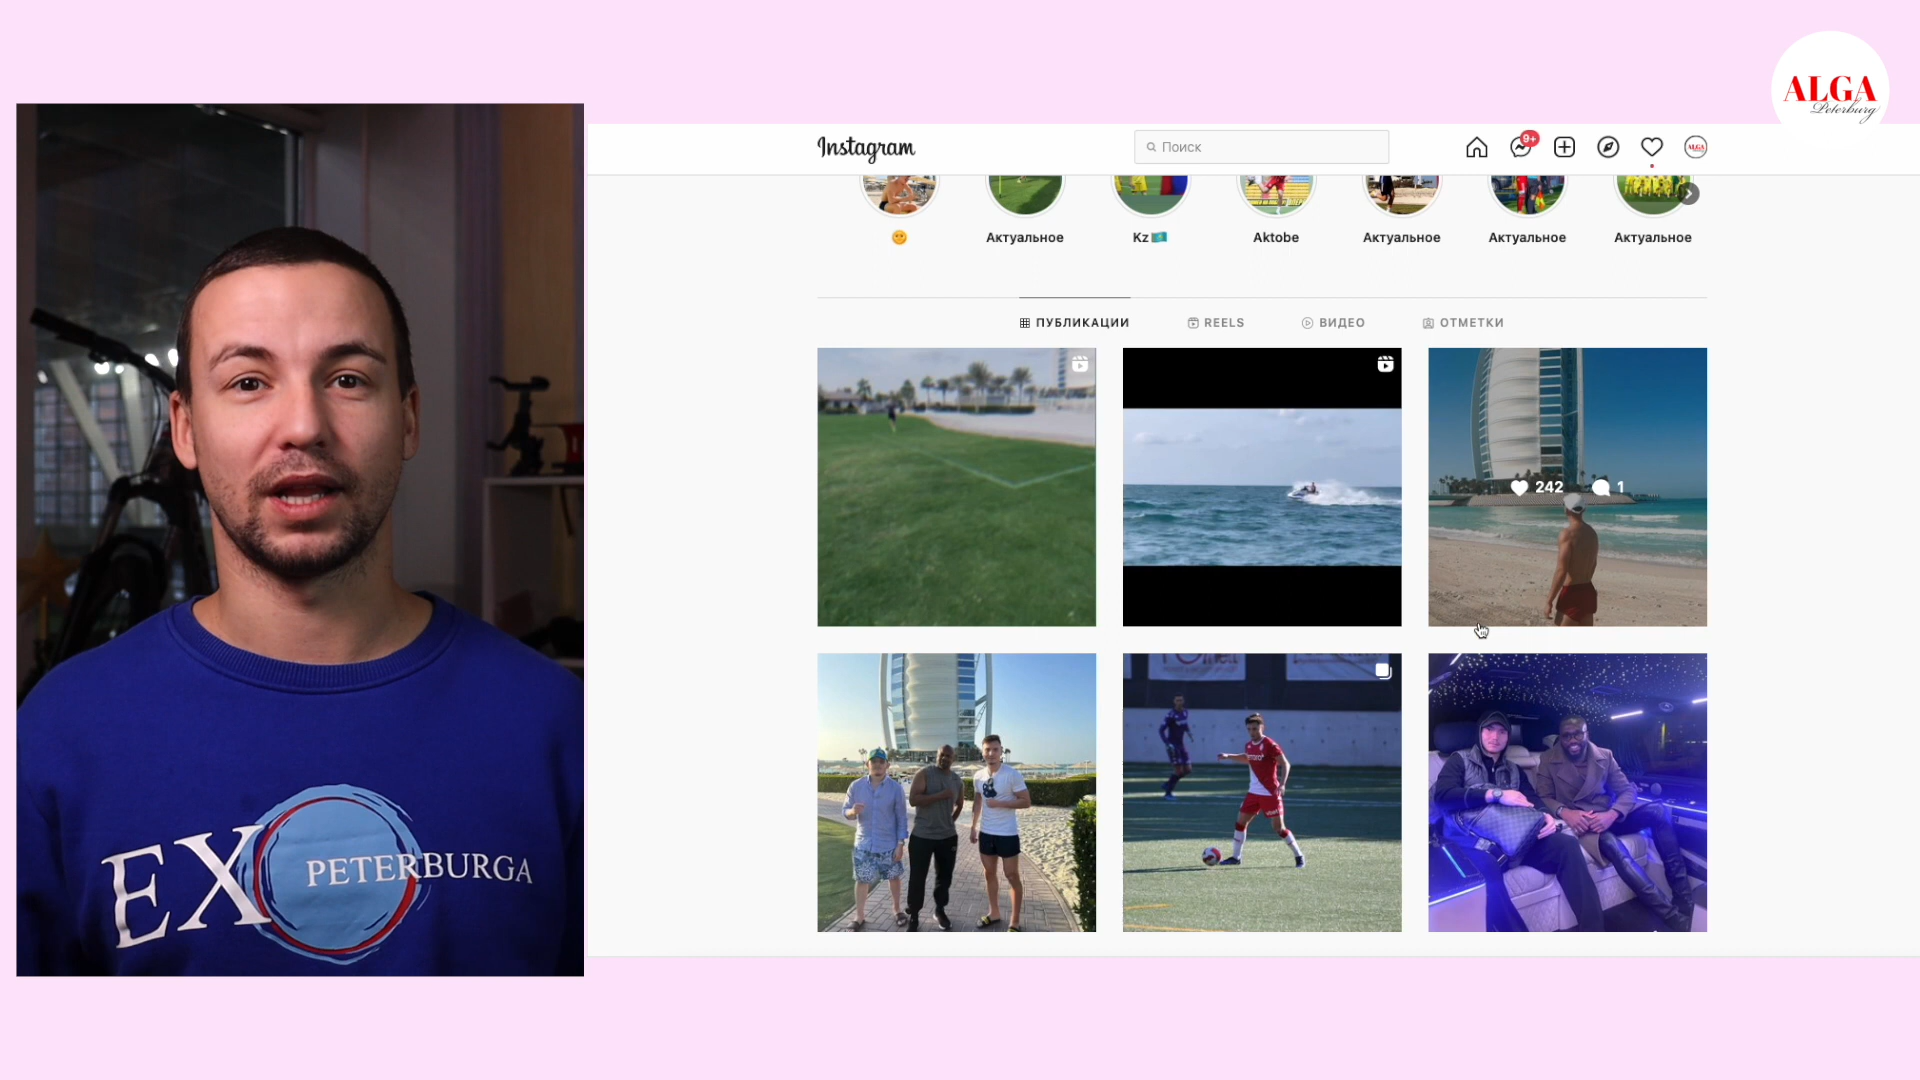 ALGA
Peterburg
Instagram
Поиск
9+
Актуальное
Kz
Aktobe
Актуальное
Актуальное
Актуальное
ПУБЛИКАЦИИ
REELS
ВИДЕО
ОТМЕТКИ
242
1
EX
PETERBURGA